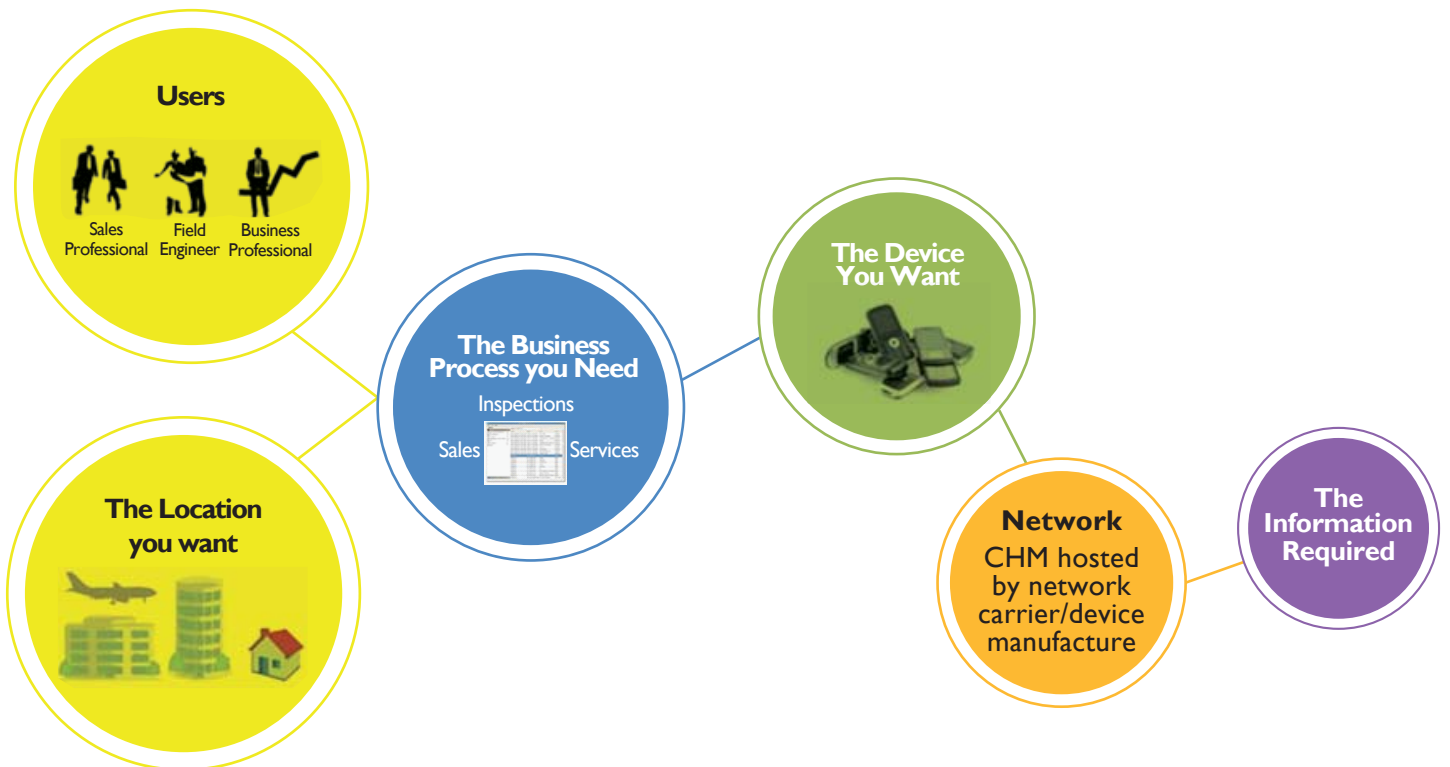 Users
Sales
Professional
Field
Engineer
Business
Professional
The Location
you want
The Business
Process you Need
Inspections
Sales
Services
The Device
You Want
Network
CHM hosted
by network
carrier/device
manufacture
The
Information
Required